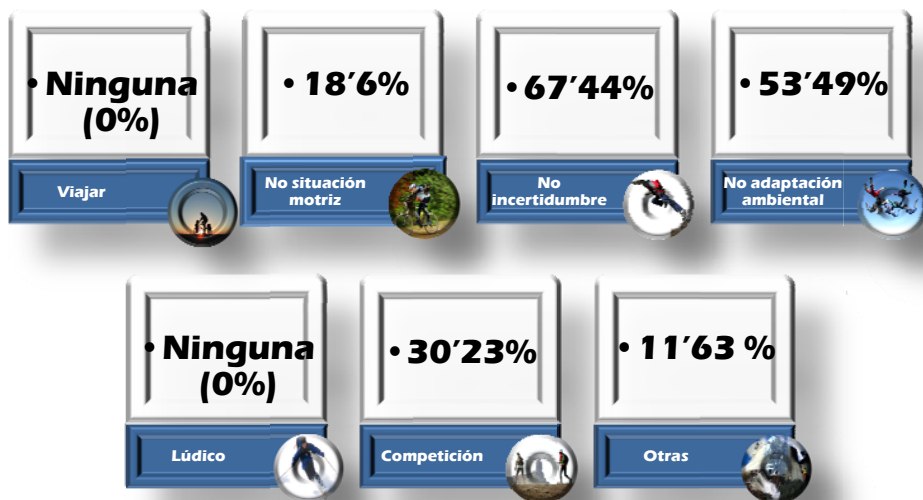 • Ninguna
(0%)
• 18'6%
• 67'44%
• 53'49%
Viajar
No situación
motriz
No
incertidumbre
No adaptación
ambiental
• Ninguna
(0%)
• 30'23%
• 11'63 %
Lúdico
Competición
Otras